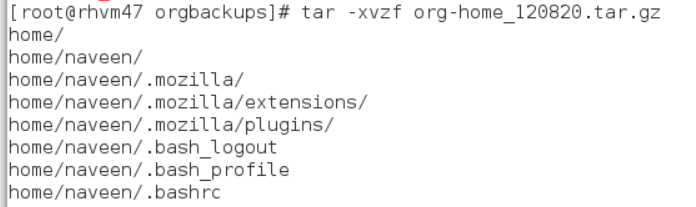 [root@rhvm47 orgbackups]# tar -xvzf org-home_120820.tar.gz
home/
home/naveen/
home/naveen/.mozilla/
home/naveen/.mozilla/extensions/
home/naveen/.mozilla/plugins/
home/naveen/.bash_logout
home/naveen/.bash_profile
home/naveen/.bashrc